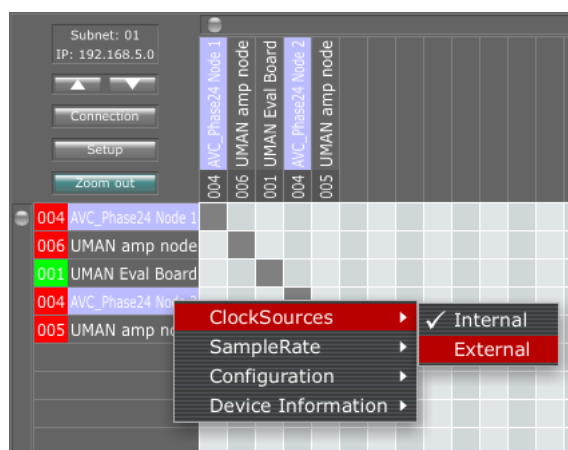 Subnet: 01
IP: 192.168.5.0
Connection
Setup
Zoom out
004 AVC_Phase24 Node 1
006 UMAN amp node
001 UMAN Eval Board
004 AVC_Phase24 Node 2
005 UMAN amp node
004 AVC_Phase24 Node 1
006 UMAN amp node
001 UMAN Eval Board
004 AVC_Phase24 Node
005 UMAN amp
ClockSources
SampleRate
Configuration
Device Information
✓ Internal
External